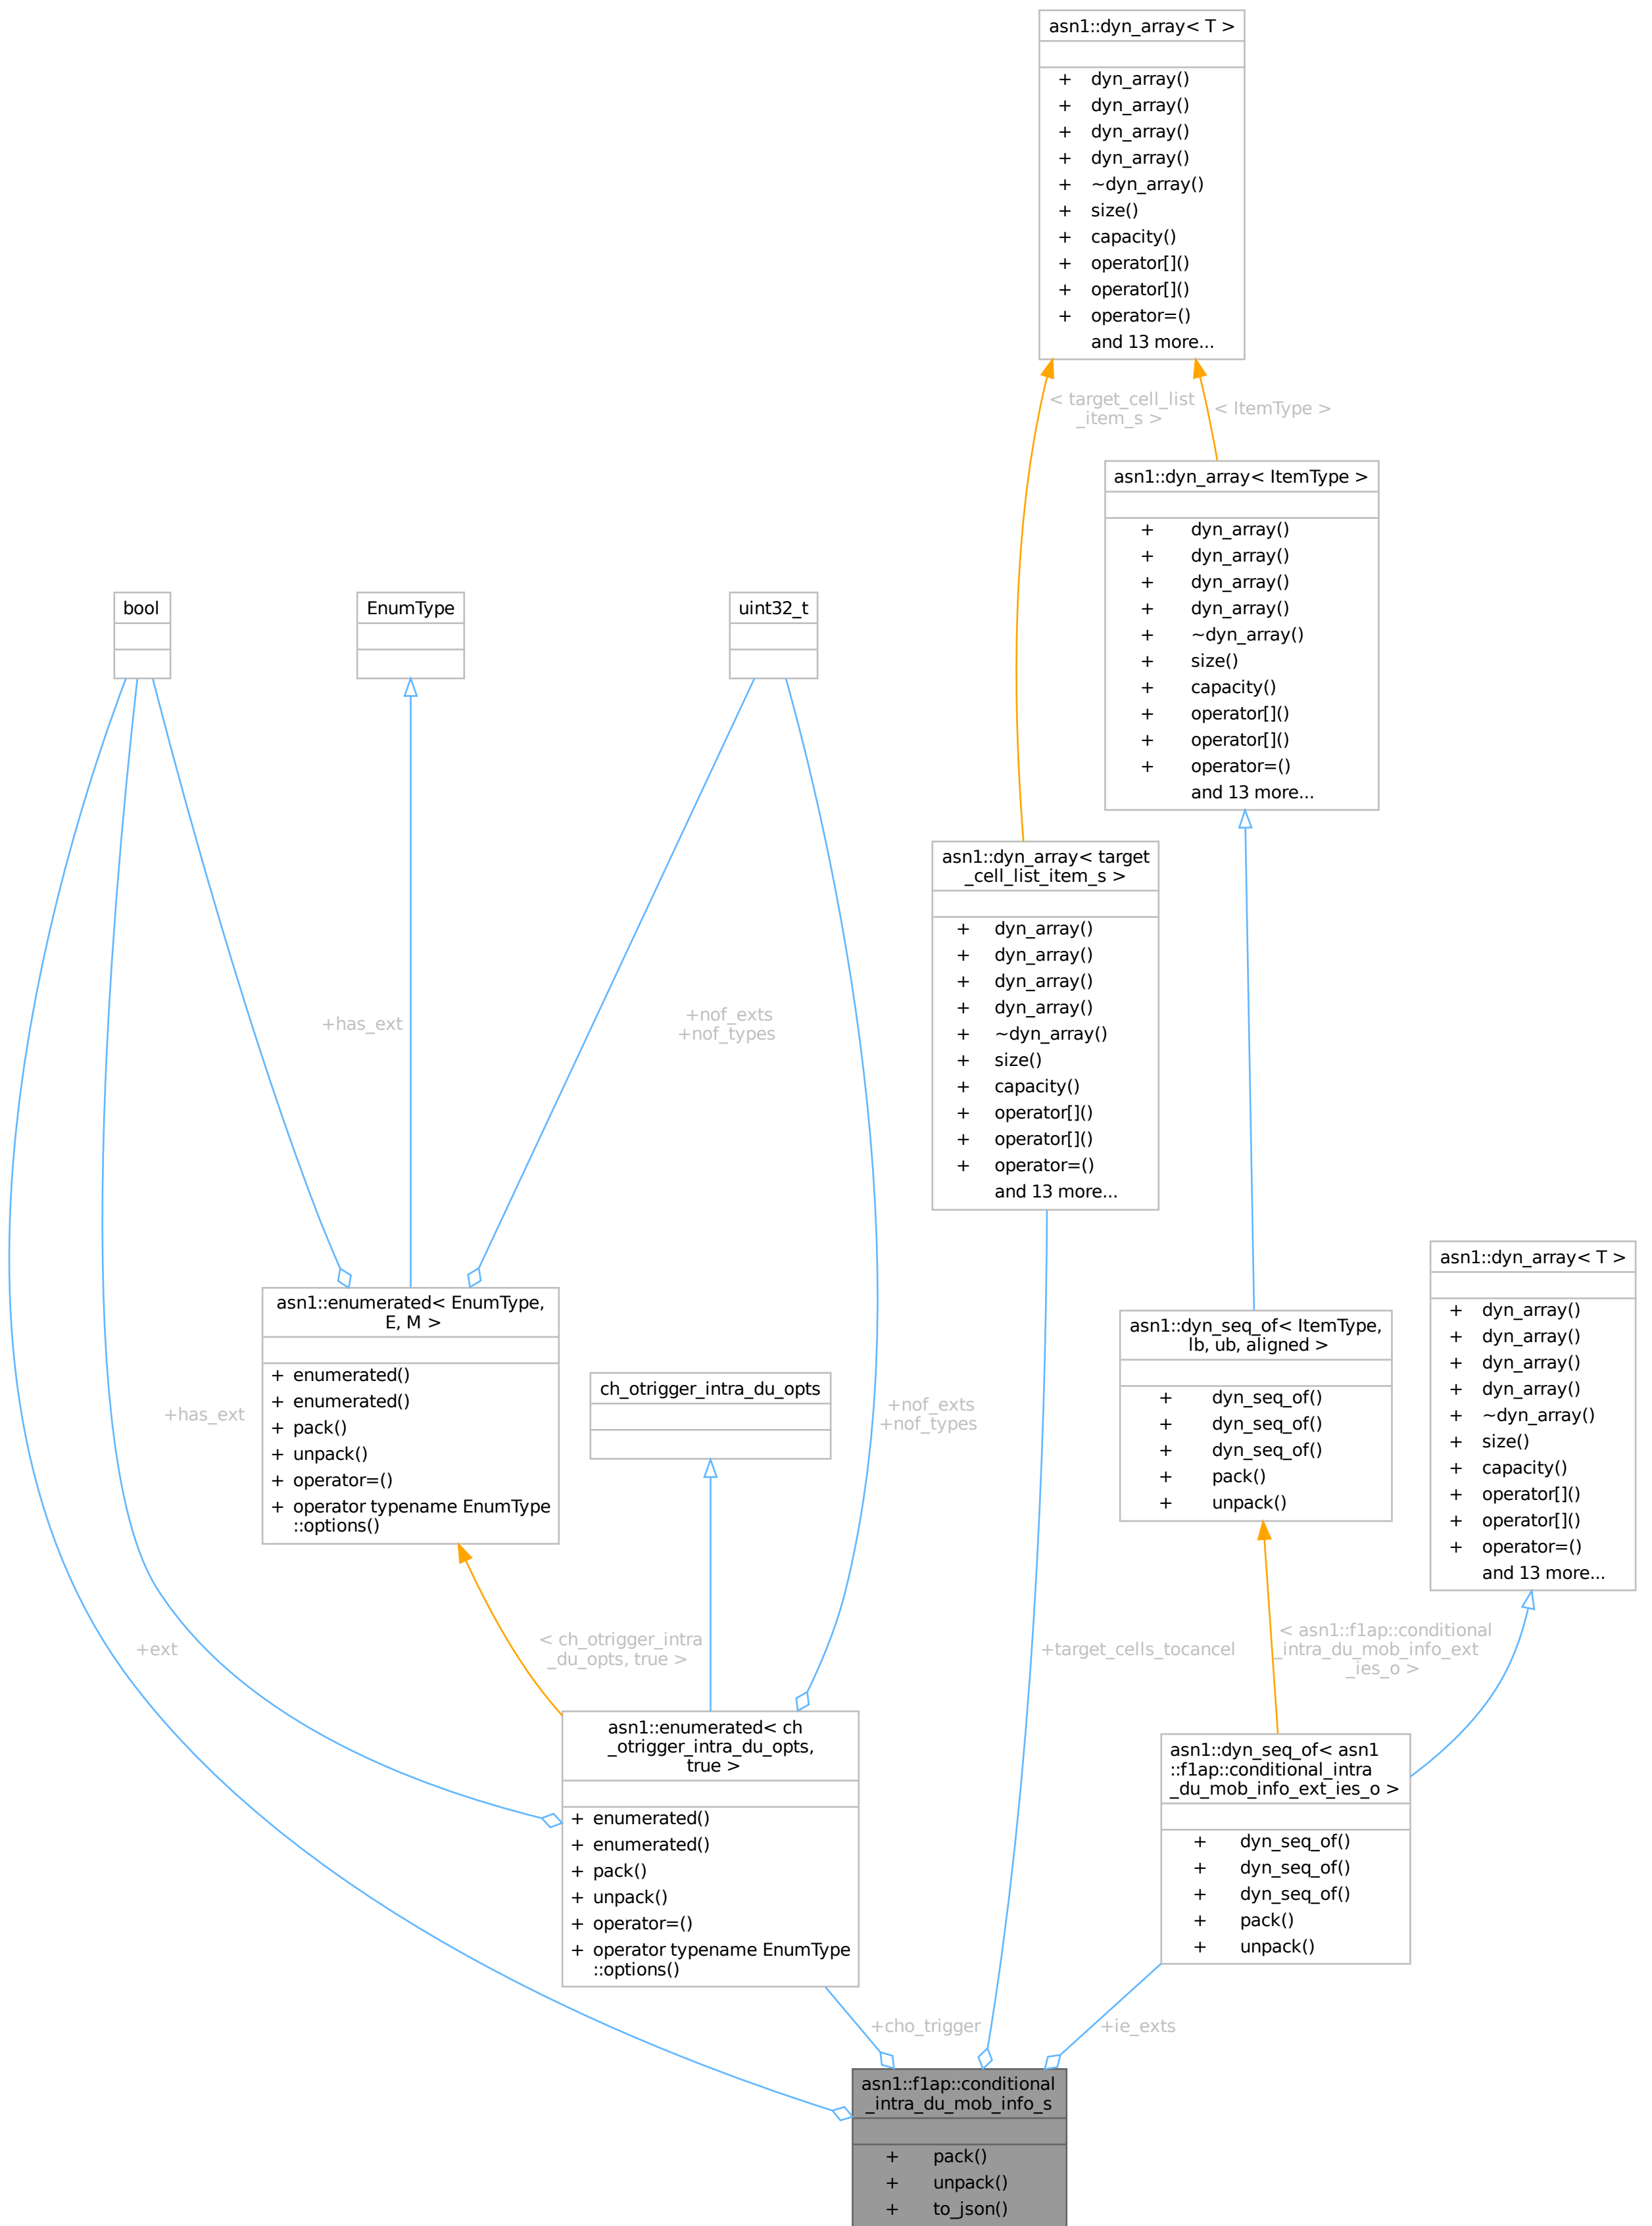 asn1::dyn_array< T >
+ dyn_array()
+ dyn_array()
+ dyn_array()
+ dyn_array()
+ ~dyn_array()
+ size()
+ capacity()
+ operator[]()
+ operator[]()
+ operator=()
and 13 more...
< target_cell_list
_item_s >
< ItemType >
asn1::dyn_array< ItemType >
+ dyn_array()
+ dyn_array()
+ dyn_array()
+ dyn_array()
+ ~dyn_array()
+ size()
+ capacity()
+ operator[]()
+ operator[]()
+ operator=()
and 13 more...
bool
EnumType
uint32_t
asn1::dyn_array< target
_cell_list_item_s >
+ dyn_array()
+ dyn_array()
+ dyn_array()
+ dyn_array()
+ ~dyn_array()
+ size()
+ capacity()
+ operator[]()
+ operator[]()
+ operator=()
and 13 more...
+has_ext
+nof_exts
+nof_types
asn1::dyn_array< T >
+ dyn_array()
+ dyn_array()
+ dyn_array()
+ dyn_array()
+ ~dyn_array()
+ size()
+ capacity()
+ operator[]()
+ operator[]()
+ operator=()
and 13 more...
asn1::enumerated< EnumType,
E, M >
+ enumerated()
+ enumerated()
+ pack()
+ unpack()
+ operator=()
+ operator typename EnumType
::options()
asn1::dyn_seq_of< ItemType,
lb, ub, aligned >
+ dyn_seq_of()
+ dyn_seq_of()
+ dyn_seq_of()
+ pack()
+ unpack()
ch_otrigger_intra_du_opts
+has_ext
+nof_exts
+nof_types
+ext
< ch_otrigger_intra
_du_opts, true >
+target_cells_tocancel
< asn1::f1ap::conditional
_intra_du_mob_info_ext
_ies_o >
asn1::enumerated< ch
_otrigger_intra_du_opts,
true >
+ enumerated()
+ enumerated()
+ pack()
+ unpack()
+ operator=()
+ operator typename EnumType
::options()
asn1::dyn_seq_of< asn1
::f1ap::conditional_intra
_du_mob_info_ext_ies_o >
+ dyn_seq_of()
+ dyn_seq_of()
+ dyn_seq_of()
+ pack()
+ unpack()
+cho_trigger
+ie_exts
asn1::f1ap::conditional
_intra_du_mob_info_s
+ pack()
+ unpack()
+ to_json()